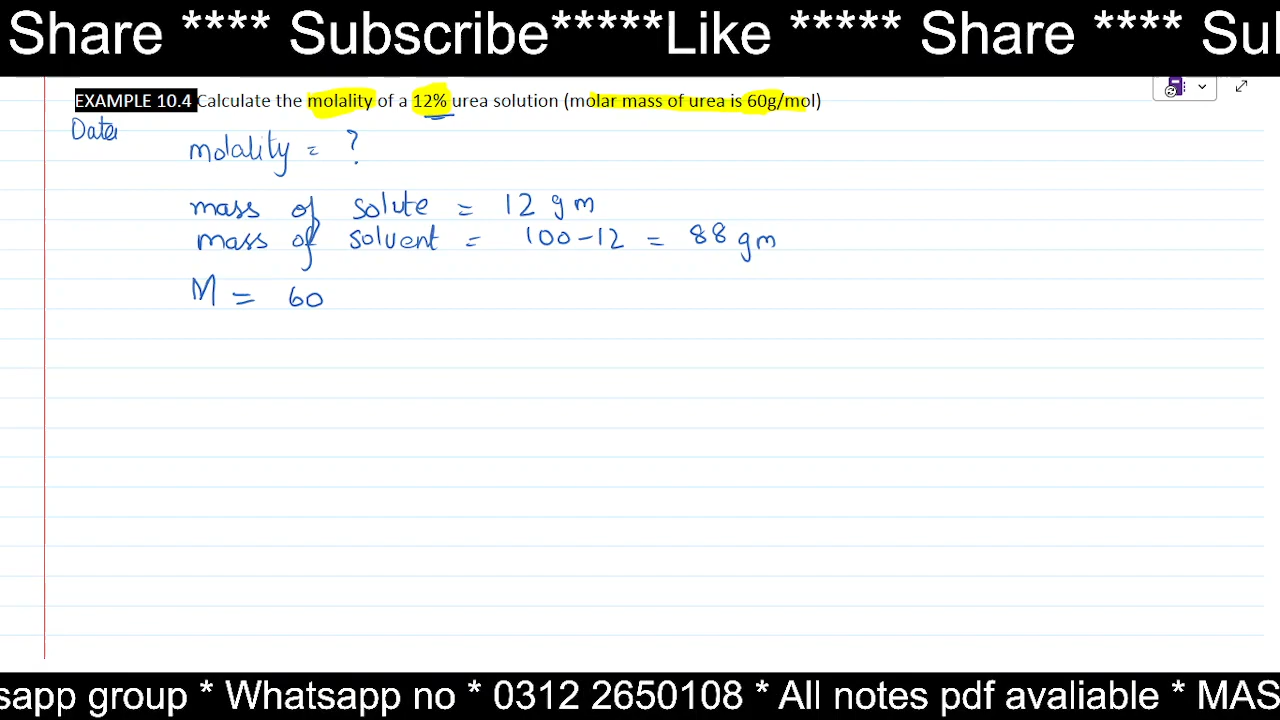 Share **** Subscribe*****Like ***** Share **** Su
EXAMPLE 10.4 Calculate the molality of a 12% urea solution (molar mass of urea is 60g/mol)
Data
molality = ?
mass of solute = 12 gm
mass of solvent = 100-12 = 88 gm
M = 60
sapp group * Whatsapp no * 0312 2650108 * All notes pdf avaliable * MAS